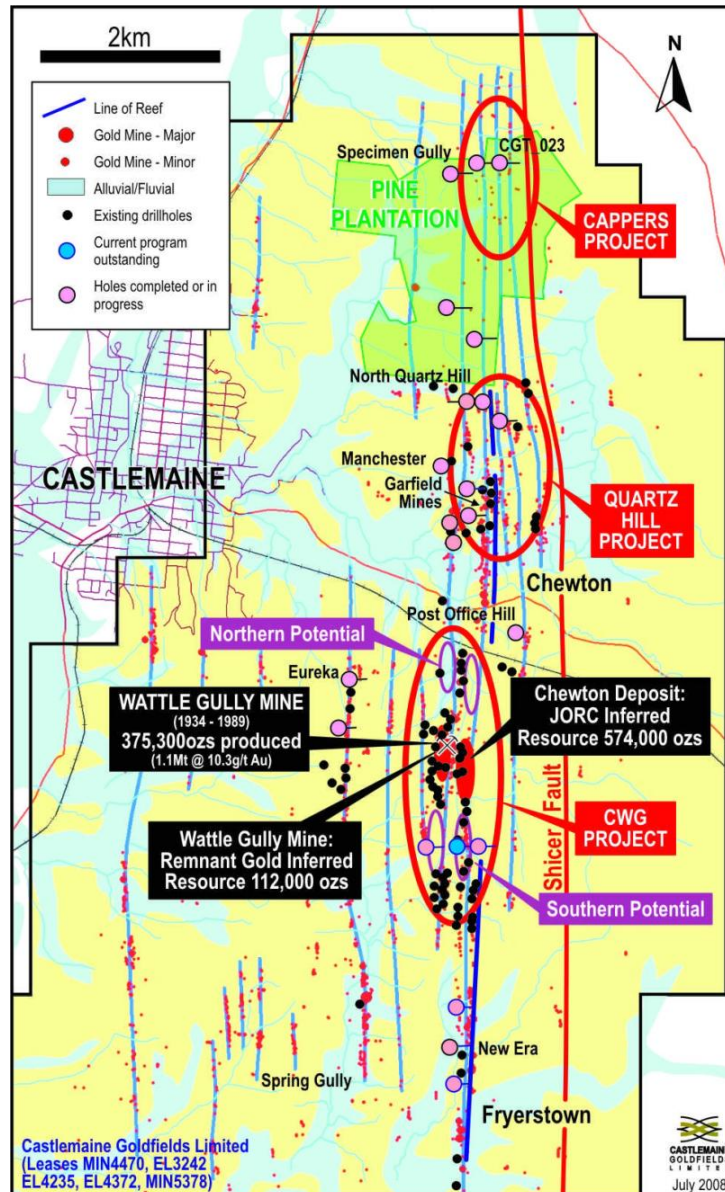 2km
N
Line of Reef
Gold Mine - Major
Gold Mine - Minor
Alluvial/Fluvial
Existing drillholes
Current program
outstanding
Holes completed or in
progress
Specimen Gully
CGT_023
PINE
PLANTATION
CAPPERS
PROJECT
North Quartz Hill
Manchester
Garfield
Mines
CASTLEMAINE
QUARTZ
HILL
PROJECT
Chewton
Post Office Hill
Northern Potential
Eureka
WATTLE GULLY MINE
(1934 - 1989)
375,300ozs produced
(1.1Mt @ 10.3g/t Au)
Chewton Deposit:
JORC Inferred
Resource 574,000 ozs
Wattle Gully Mine:
Remnant Gold Inferred
Resource 112,000 ozs
CWG
PROJECT
Shicer Fault
Southern Potential
New Era
Spring Gully
Fryerstown
Castlemaine Goldfields Limited
(Leases MIN4470, EL3242
EL4235, EL4372, MIN5378)
CASTLEMAINE
GOLDFIELDS
LIMITED
July 2008